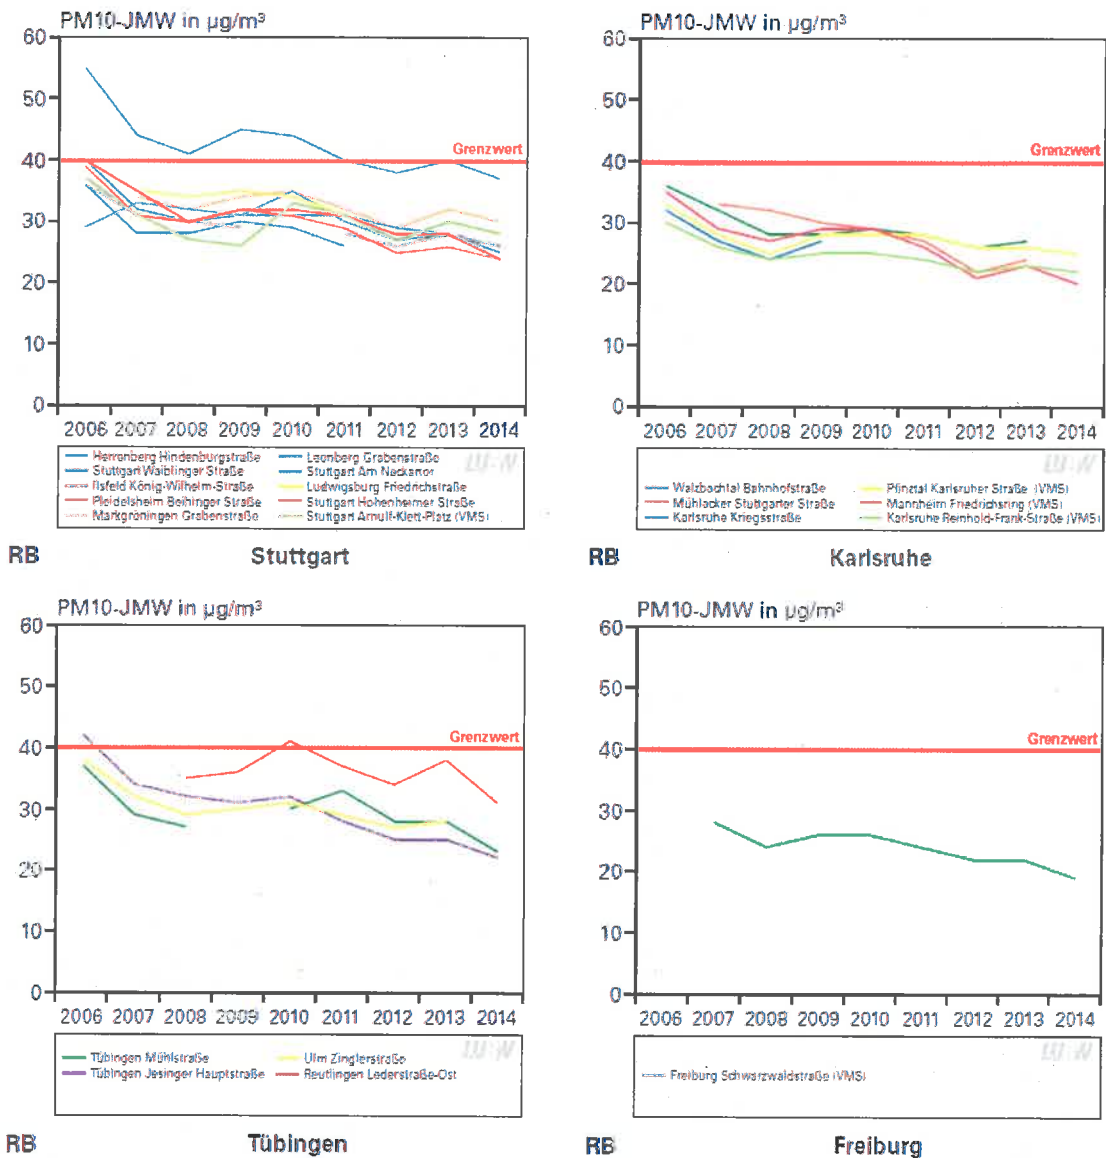 PM10-JMW in µg/m³
60
50
40
30
20
10
0
Grenzwert
2006 2007 2008 2009 2010 2011 2012 2013 2014
Herrenberg Hindenburgstraße
Stuttgart Waiblinger Straße
Ilsfeld König-Wilhelm-Straße
Pleidelsheim Beihinger Straße
Markgröningen Grabenstraße
Leonberg Grabenstraße
Stuttgart Am Neckartor
Ludwigsburg Friedrichstraße
Stuttgart Hohenheimer Straße
Stuttgart Arnulf-Klett-Platz (VMS)
LU:W
RB Stuttgart
PM10-JMW in µg/m³
60
50
40
30
20
10
0
Grenzwert
2006 2007 2008 2009 2010 2011 2012 2013 2014
Walzbachtal Bahnhofstraße
Mühlacker Stuttgarter Straße
Karlsruhe Kriegsstraße
Pfinztal Karlsruher Straße (VMS)
Mannheim Friedrichsring (VMS)
Karlsruhe Reinhold-Frank-Straße (VMS)
LU:W
RB Karlsruhe
PM10-JMW in µg/m³
60
50
40
30
20
10
0
Grenzwert
2006 2007 2008 2009 2010 2011 2012 2013 2014
Tübingen Mühlstraße
Tübingen Jesinger Hauptstraße
Ulm Zinglerstraße
Reutlingen Lederstraße-Ost
LU:W
RB Tübingen
PM10-JMW in µg/m³
60
50
40
30
20
10
0
Grenzwert
2006 2007 2008 2009 2010 2011 2012 2013 2014
Freiburg Schwarzwaldstraße (VMS)
LU:W
RB Freiburg